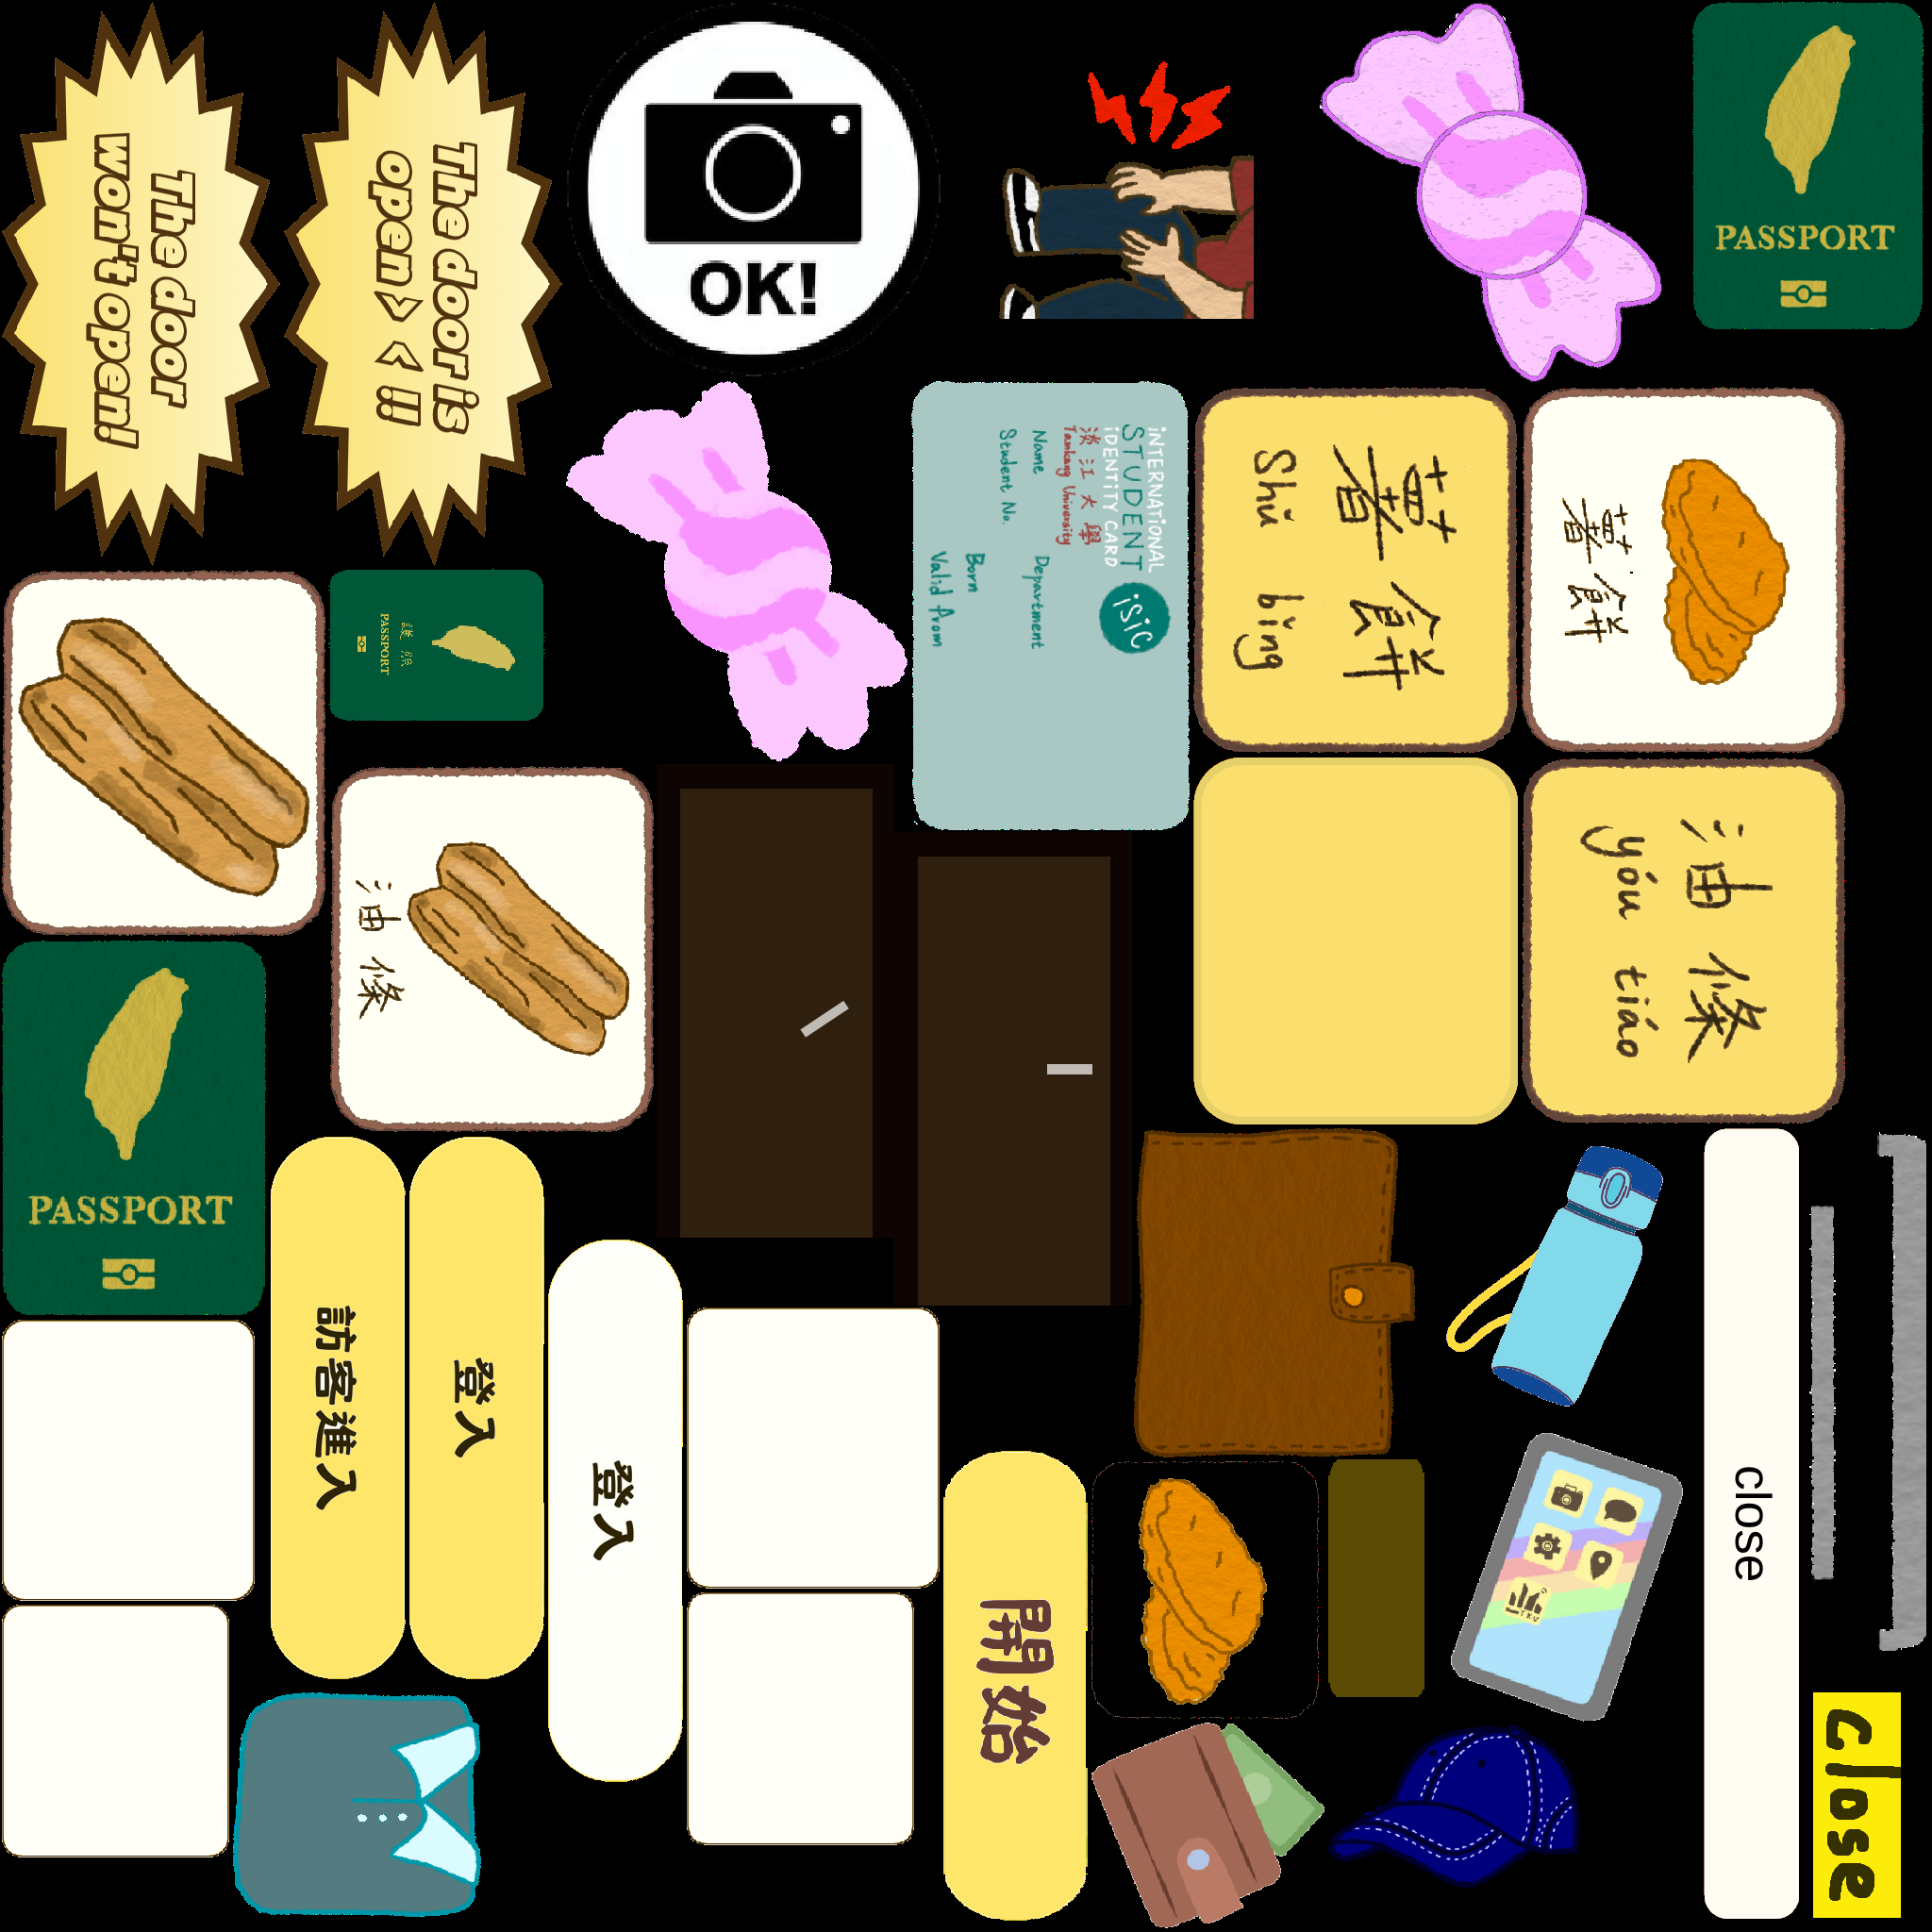 The door
won't opem!
The door is
open> < !!!
OK!
PASSPORT
INTERNATIONAL
STUDENT
iDENTiTY CARD
淡江大學
Tamkang University
Name
Student No.
Department
Born
Valid from
iSiC
薯餅
Shǔ bǐng
薯餅
護照
PASSPORT
油條
油條
yóu tiáo
PASSPORT
訪客進入
登入
登入
開始
TKU
close
Close